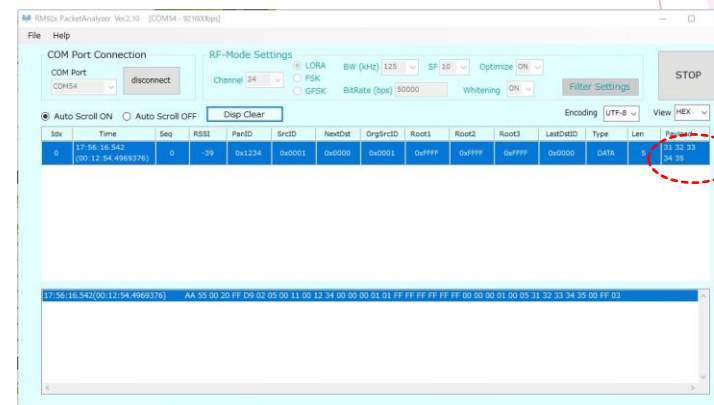 RM92x PacketAnalyzer Ver.2.10 [COM54 - 921600bps]
File Help
COM Port Connection
COM Port
COM54 disconnect
RF-Mode Settings
Channel 24
LORA BW (kHz) 125 SF 10 Optimize ON
FSK
GFSK BitRate (bps) 50000 Whitening ON
Filter Settings
STOP
Auto Scroll ON Auto Scroll OFF Disp Clear Encoding UTF-8 View HEX
Idx Time Seq RSSI PanID SrcID NextDst OrgSrcID Root1 Root2 Root3 LastDstID Type Len Payload
0 17:56:16.542 (00:12:54.4969376) 0 -39 0x1234 0x0001 0x0000 0x0001 0xFFFF 0xFFFF 0xFFFF 0x0000 DATA 5 31 32 33 34 35
17:56:16.542(00:12:54.4969376) AA 55 00 20 FF D9 02 05 00 11 00 12 34 00 00 00 01 01 FF FF FF FF FF FF 00 00 00 01 00 05 31 32 33 34 35 00 FF 03